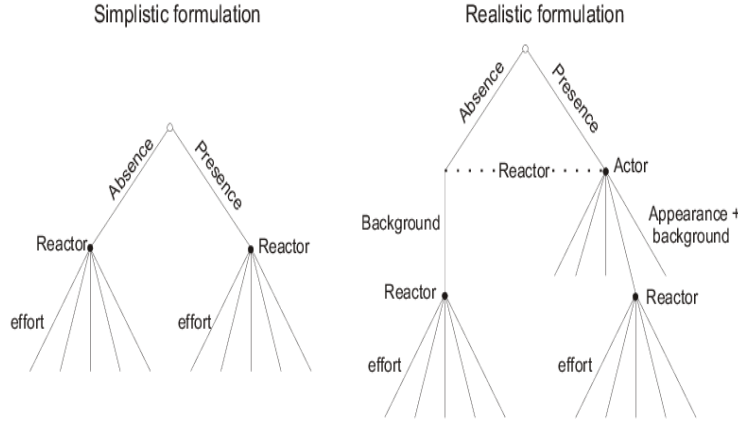 Simplistic formulation
Realistic formulation
Absence
Presence
Reactor
Reactor
effort
effort
Absence
Presence
Reactor
Actor
Background
Appearance +
background
Reactor
Reactor
effort
effort